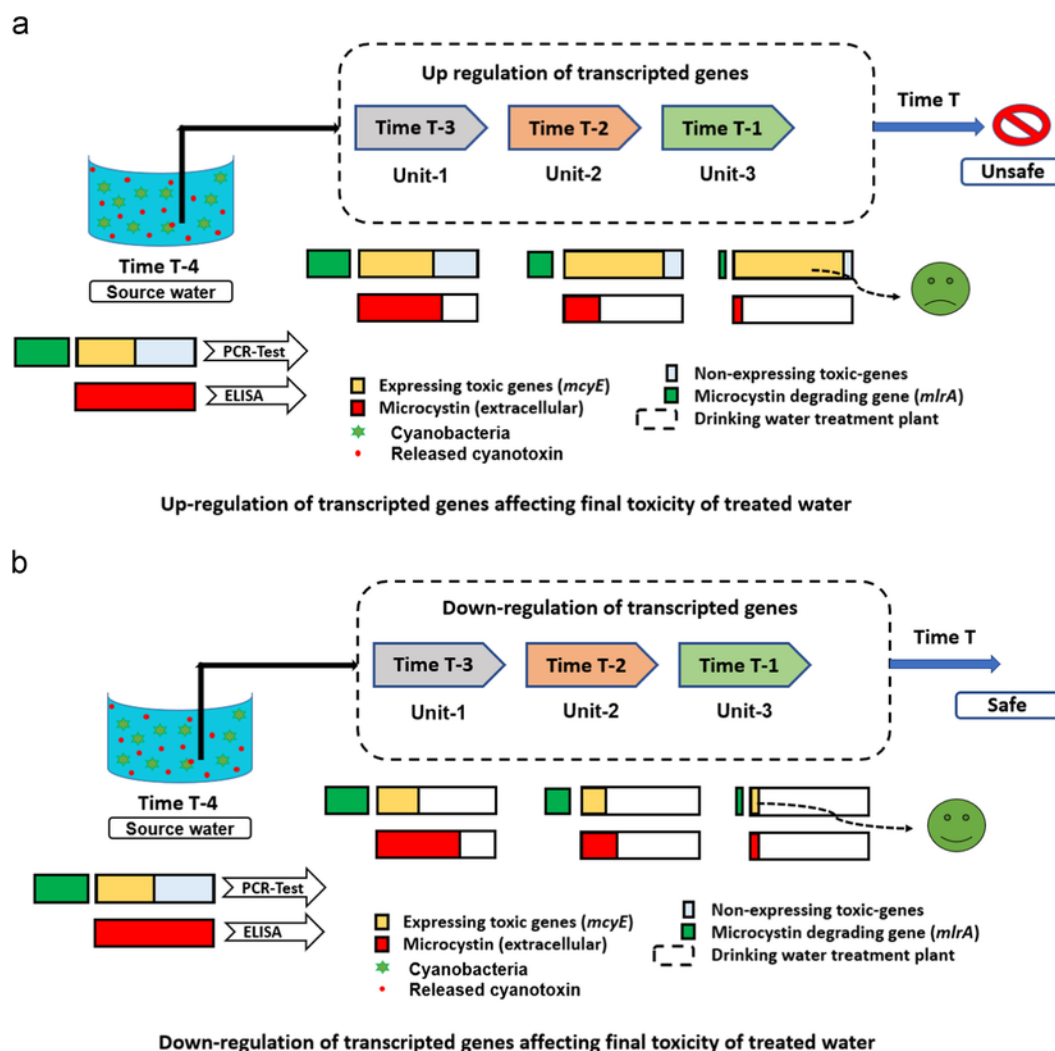 a
Up regulation of transcripted genes
Time T
Time T-3
Time T-2
Time T-1
Unit-1
Unit-2
Unit-3
Unsafe
Time T-4
Source water
PCR-Test
ELISA
Expressing toxic genes (mcyE)
Microcystin (extracellular)
Cyanobacteria
Released cyanotoxin
Non-expressing toxic-genes
Microcystin degrading gene (mlrA)
Drinking water treatment plant
Up-regulation of transcripted genes affecting final toxicity of treated water
b
Down-regulation of transcripted genes
Time T
Time T-3
Time T-2
Time T-1
Unit-1
Unit-2
Unit-3
Safe
Time T-4
Source water
PCR-Test
ELISA
Expressing toxic genes (mcyE)
Microcystin (extracellular)
Cyanobacteria
Released cyanotoxin
Non-expressing toxic-genes
Microcystin degrading gene (mlrA)
Drinking water treatment plant
Down-regulation of transcripted genes affecting final toxicity of treated water